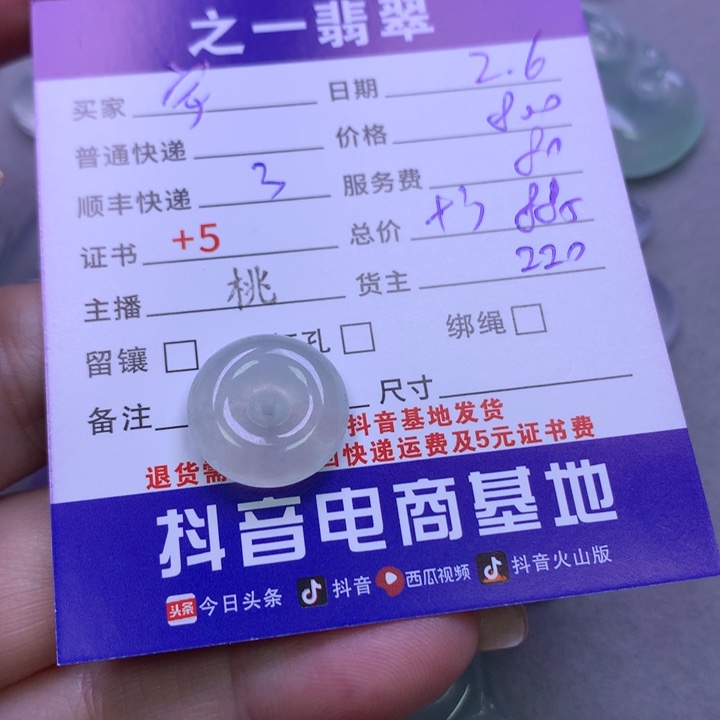 之一翡翠
买家 日期 2.6
普通快递 价格 800
顺丰快递 3 服务费 80
证书 +5 总价 +3 885
主播 桃 货主 220
留镶 孔 绑绳
备注 尺寸
抖音基地发货
退货需 快递运费及5元证书费
抖音电商基地
头条 今日头条 抖音 西瓜视频 抖音火山版